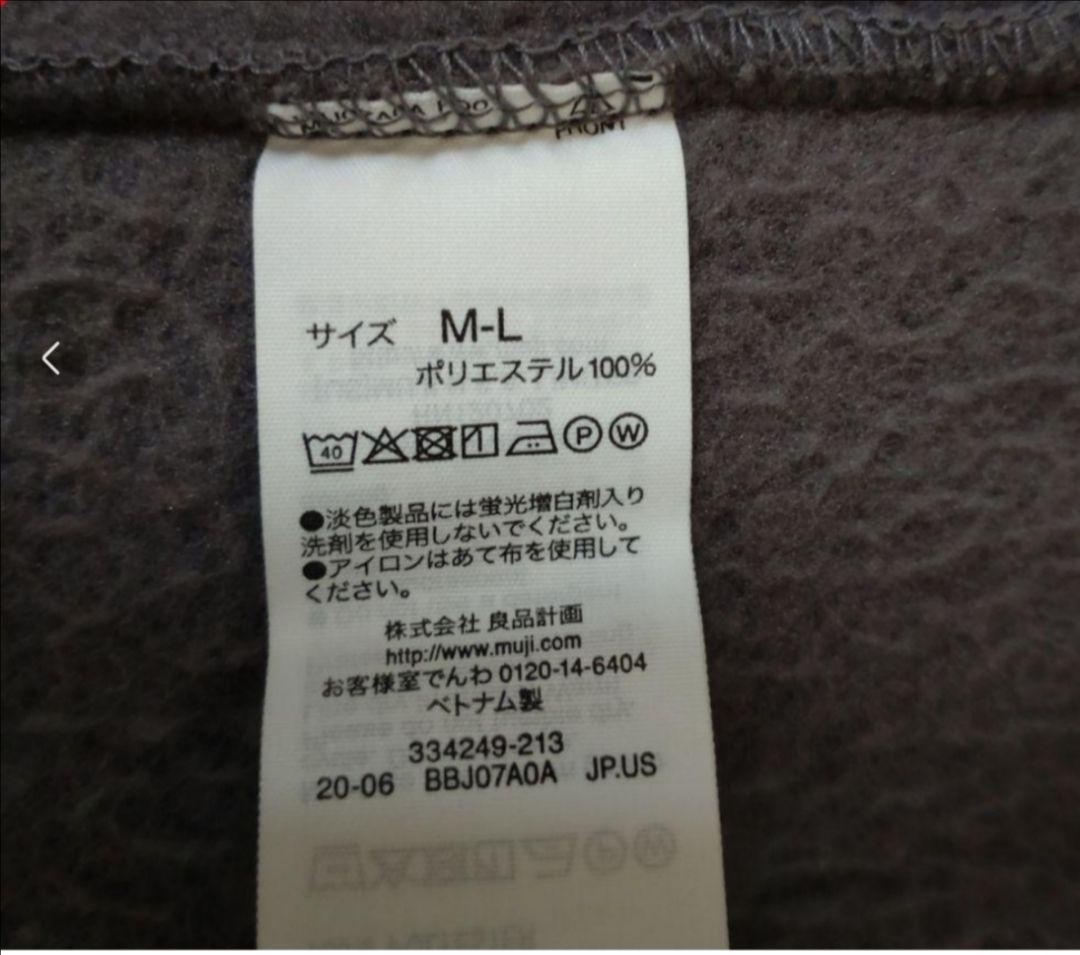 サイズ M-L
ポリエステル100%
40 P W
●淡色製品には蛍光増白剤入り
洗剤を使用しないでください。
●アイロンはあて布を使用して
ください。
株式会社 良品計画
http://www.muji.com
お客様室でんわ 0120-14-6404
ベトナム製
334249-213
20-06 BBJ07A0A JP.US